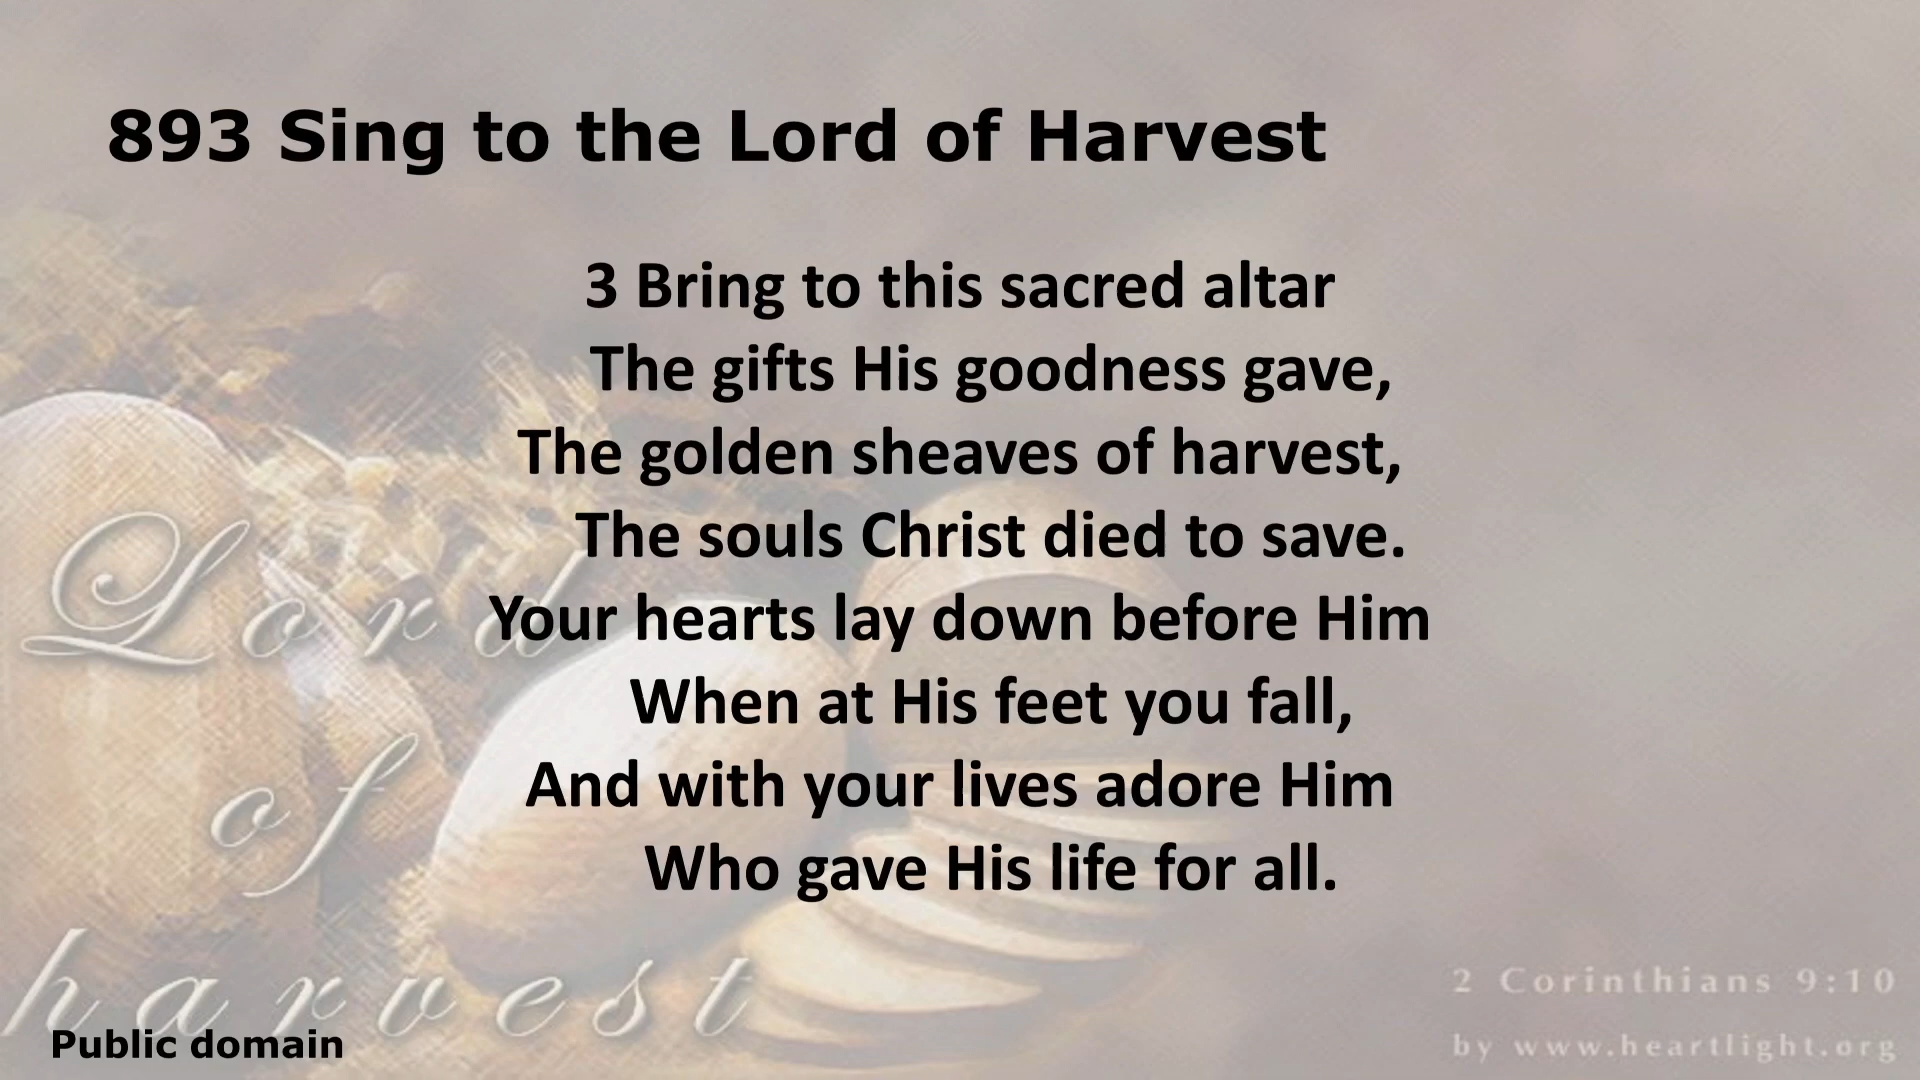 893 Sing to the Lord of Harvest
3 Bring to this sacred altar
The gifts His goodness gave,
The golden sheaves of harvest,
The souls Christ died to save.
Your hearts lay down before Him
When at His feet you fall,
And with your lives adore Him
Who gave His life for all.
Lord
of
harvest
Public domain
2 Corinthians 9:10
by www.heartlight.org